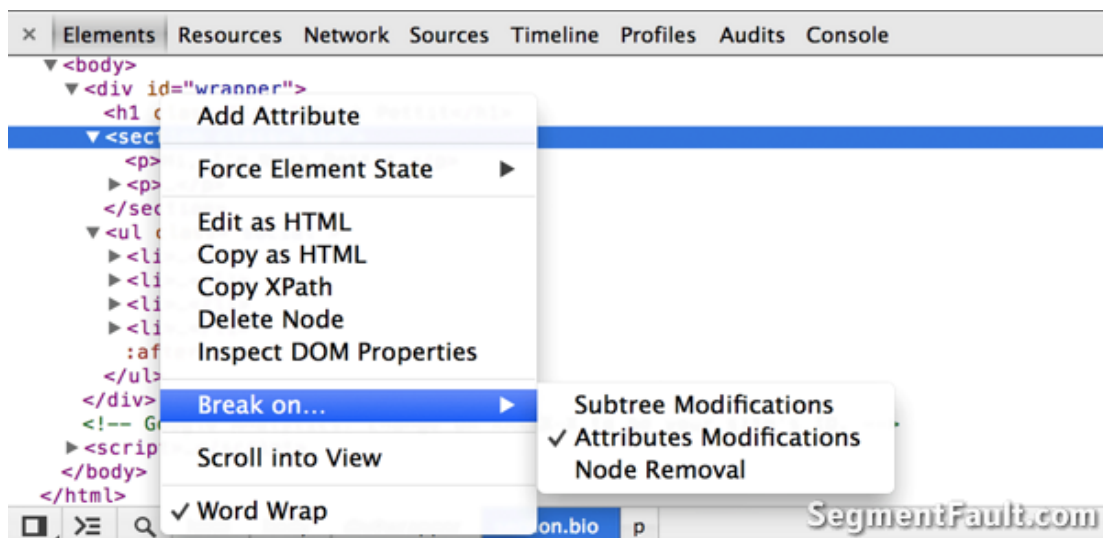 × Elements Resources Network Sources Timeline Profiles Audits Console
▼<body>
▼<div id="wrapper">
<h1
Add Attribute
▼<sect
<p>
Force Element State ▶
▶<p>
</sec
Edit as HTML
▼<ul
Copy as HTML
▶<li
Copy XPath
▶<li
▶<li
Delete Node
▶<li
Inspect DOM Properties
:af
</ul>
</div>
Break on... ▶
Subtree Modifications
<!-- G
✓ Attributes Modifications
▶<scrip
Scroll into View
Node Removal
</body>
</html>
✓ Word Wrap
on.bio p
SegmentFault.com